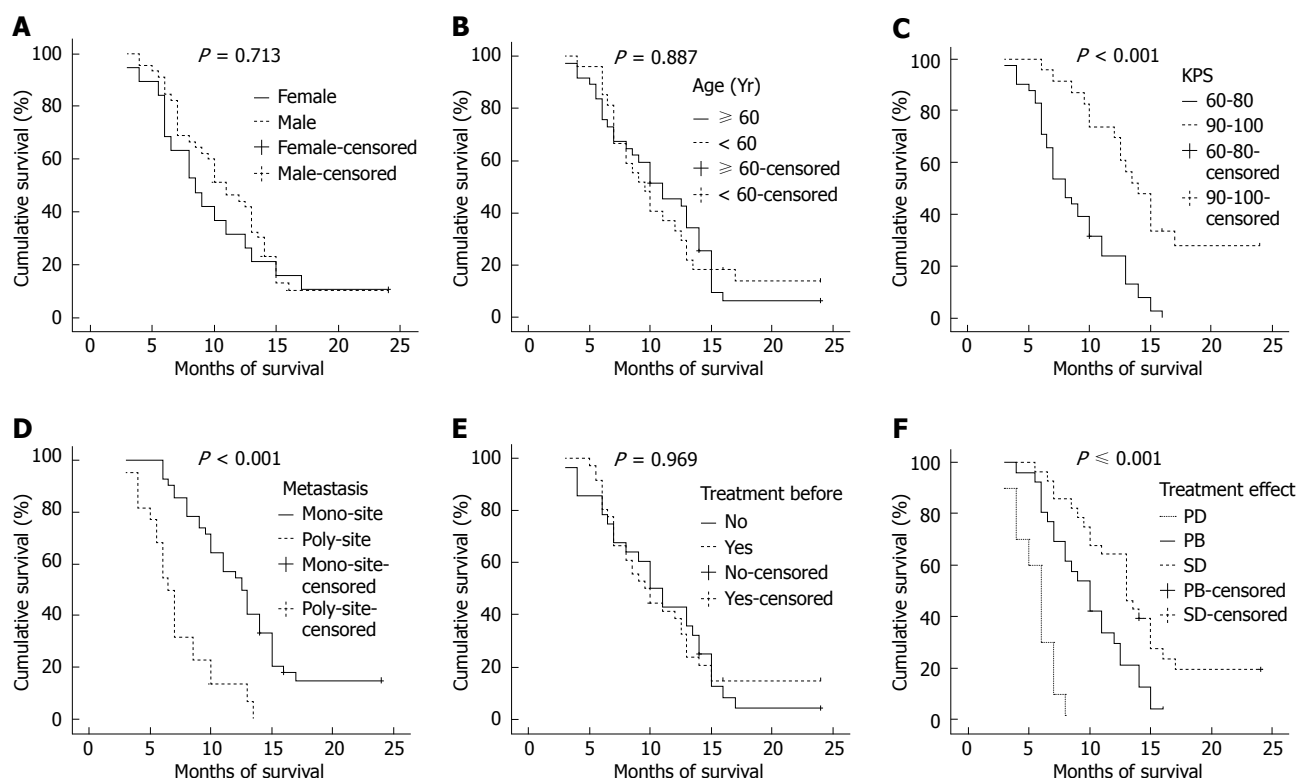 A
P = 0.713
100
80
60
40
20
0
Cumulative survival (%)
Female
Male
Female-censored
Male-censored
0 5 10 15 20 25
Months of survival
B
P = 0.887
100
80
60
40
20
0
Cumulative survival (%)
Age (Yr)
⩾ 60
< 60
⩾ 60-censored
< 60-censored
0 5 10 15 20 25
Months of survival
C
P < 0.001
100
80
60
40
20
0
Cumulative survival (%)
KPS
60-80
90-100
60-80-
censored
90-100-
censored
0 5 10 15 20 25
Months of survival
D
P < 0.001
100
80
60
40
20
0
Cumulative survival (%)
Metastasis
Mono-site
Poly-site
Mono-site-
censored
Poly-site-
censored
0 5 10 15 20 25
Months of survival
E
P = 0.969
100
80
60
40
20
0
Cumulative survival (%)
Treatment before
No
Yes
No-censored
Yes-censored
0 5 10 15 20 25
Months of survival
F
P ⩽ 0.001
100
80
60
40
20
0
Cumulative survival (%)
Treatment effect
PD
PB
SD
PB-censored
SD-censored
0 5 10 15 20 25
Months of survival